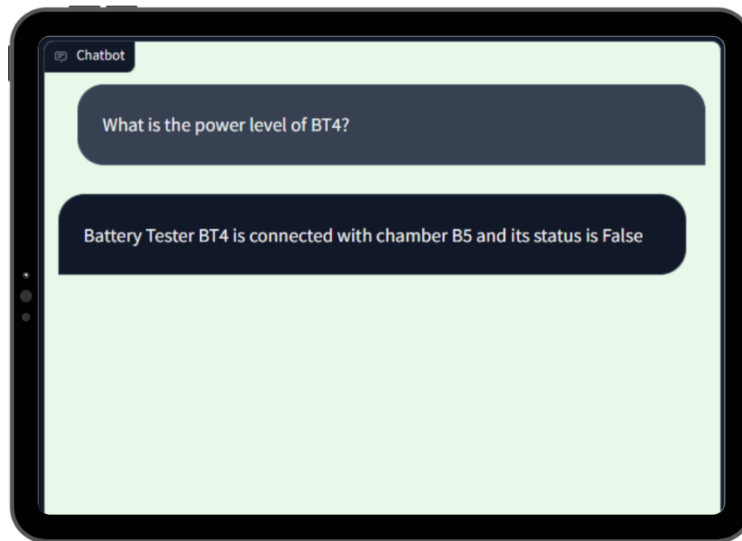 Chatbot
What is the power level of BT4?
Battery Tester BT4 is connected with chamber B5 and its status is False